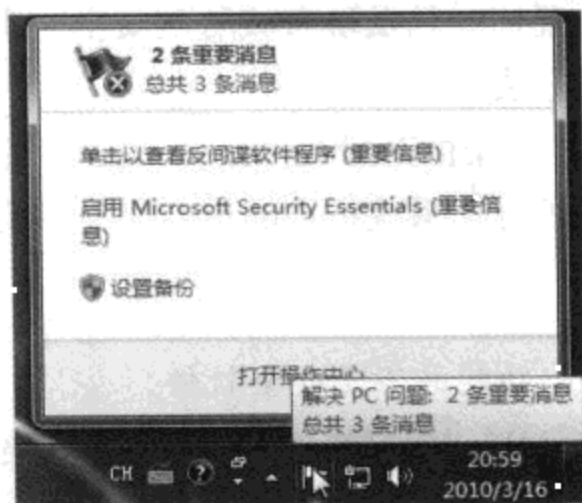 2 条重要消息
总共 3 条消息
单击以查看反间谍软件程序 (重要信息)
启用 Microsoft Security Essentials (重要信
息)
设置备份
打开操作中心
解决 PC 问题: 2 条重要消息
总共 3 条消息
CH
20:59
2010/3/16